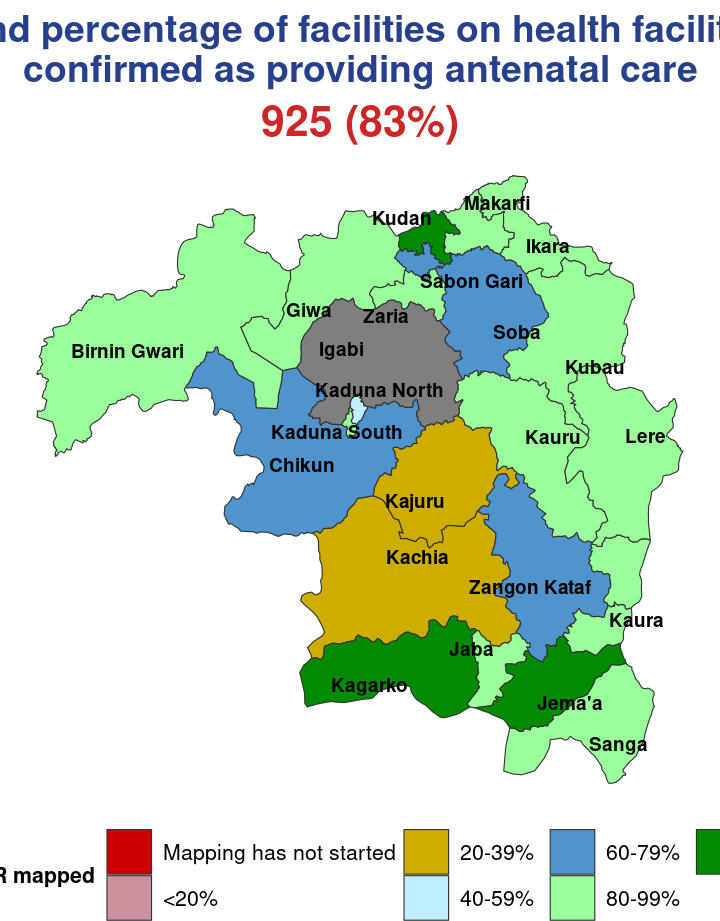 nd percentage of facilities on health facilit
confirmed as providing antenatal care
925 (83%)
Makarfi
Kudan
Ikara
Sabon Gari
Giwa
Zaria
Soba
Igabi
Birnin Gwari
Kubau
Kaduna North
Kaduna South
Kauru
Lere
Chikun
Kajuru
Kachia
Zangon Kataf
Kaura
Jaba
Kagarko
Jema'a
Sanga
R mapped
Mapping has not started
20-39%
60-79%
<20%
40-59%
80-99%